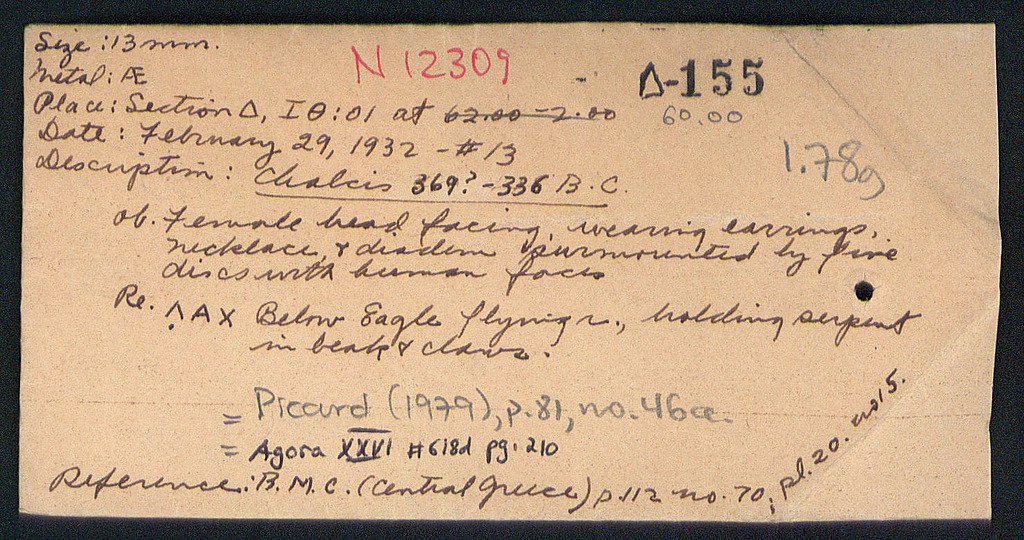 Size: 13 mm.
N 12309
Δ-155
Metal: Æ
Place: Section Δ, IΘ:01 at 62.00-2.00
60.00
Date: February 29, 1932 - #13
1.78g
Description: Chalcis 369?-336 B.C.
ob. Female head facing, wearing earrings,
necklace, & diadem surmounted by five
discs with human faces
Re. ΛΑΧ Below Eagle flying r., holding serpent
in beak & claws.
= Picard (1979), p.81, no. 46a.
= Agora XXVI #618d pg. 210
Reference: B.M.C. (Central Greece) p.112 no. 70; pl. 20. no 15.